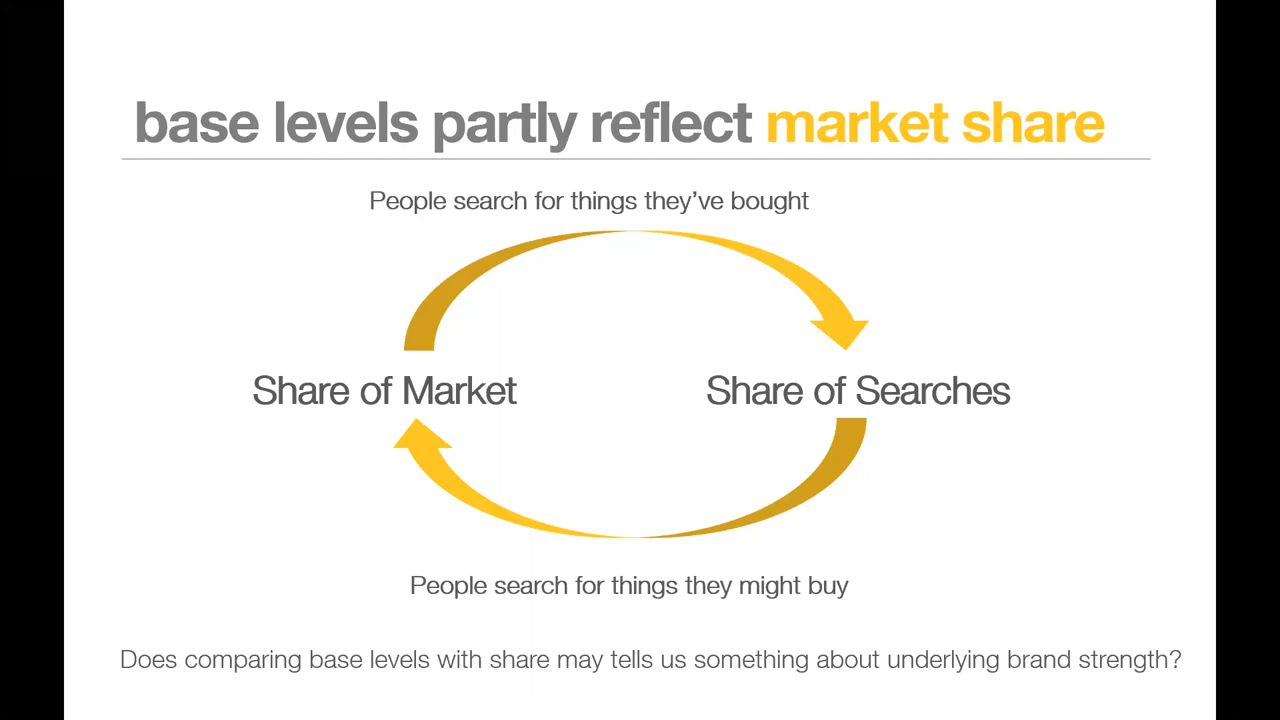 base levels partly reflect market share
People search for things they’ve bought
Share of Market
Share of Searches
People search for things they might buy
Does comparing base levels with share may tells us something about underlying brand strength?